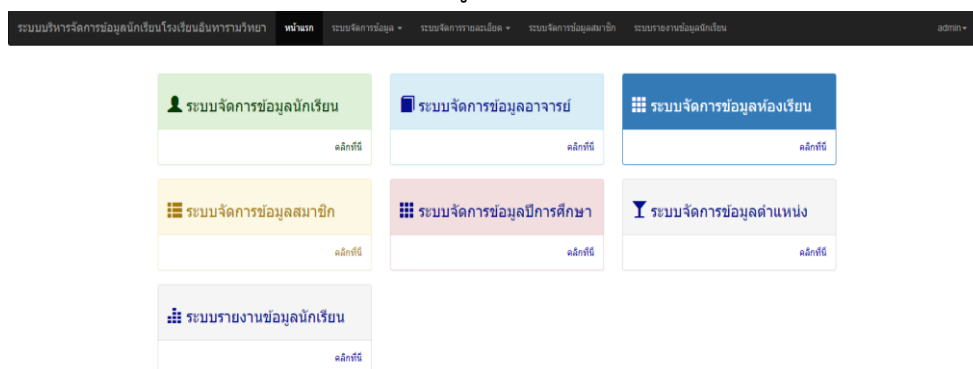 ระบบบริหารจัดการข้อมูลนักเรียนโรงเรียนอินทารามวิทยา หน้าแรก ระบบจัดการข้อมูล ระบบจัดการรายละเอียด ระบบจัดการข้อมูลสมาชิก ระบบรายงานข้อมูลนักเรียน admin
ระบบจัดการข้อมูลนักเรียน
คลิกที่นี่
ระบบจัดการข้อมูลอาจารย์
คลิกที่นี่
ระบบจัดการข้อมูลห้องเรียน
คลิกที่นี่
ระบบจัดการข้อมูลสมาชิก
คลิกที่นี่
ระบบจัดการข้อมูลปีการศึกษา
คลิกที่นี่
ระบบจัดการข้อมูลตำแหน่ง
คลิกที่นี่
ระบบรายงานข้อมูลนักเรียน
คลิกที่นี่